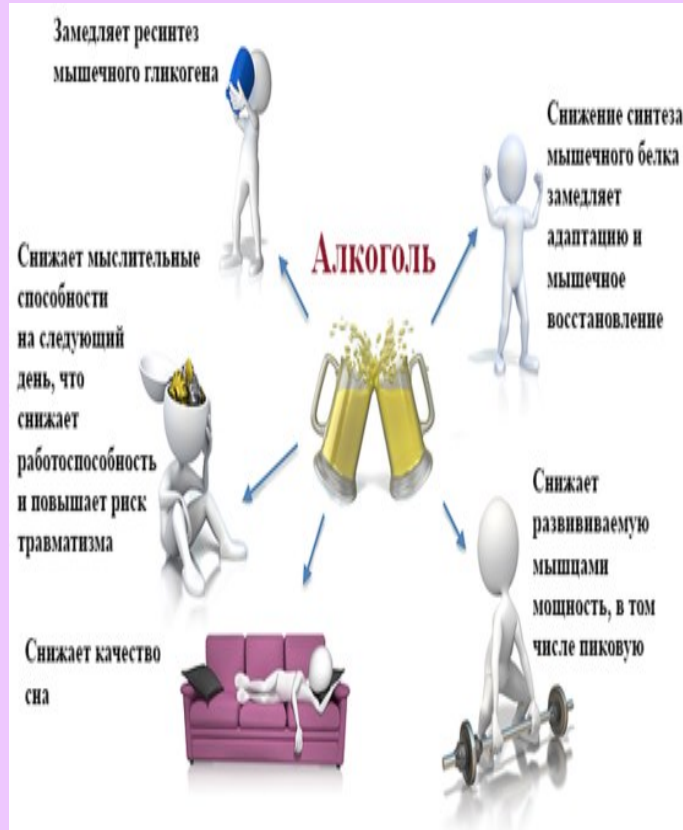 Замедляет ресинтез
мышечного гликогена
Снижение синтеза
мышечного белка
замедляет
адаптацию и
мышечное
восстановление
Алкоголь
Снижает мыслительные
способности
на следующий
день, что
снижает
работоспособность
и повышает риск
травматизма
Снижает
развививаемую
мышцами
мощность, в том
числе пиковую
Снижает качество
сна